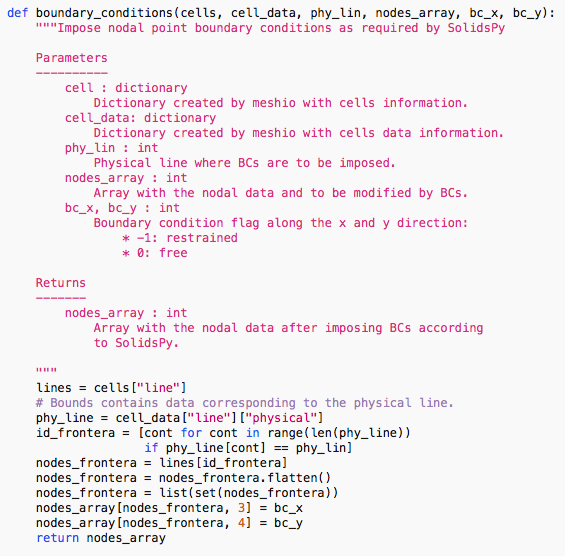 def boundary_conditions(cells, cell_data, phy_lin, nodes_array, bc_x, bc_y):
    """Impose nodal point boundary conditions as required by SolidsPy

    Parameters
    ----------
        cell : dictionary
            Dictionary created by meshio with cells information.
        cell_data: dictionary
            Dictionary created by meshio with cells data information.
        phy_lin : int
            Physical line where BCs are to be imposed.
        nodes_array : int
            Array with the nodal data and to be modified by BCs.
        bc_x, bc_y : int
            Boundary condition flag along the x and y direction:
                * -1: restrained
                * 0: free

    Returns
    -------
        nodes_array : int
            Array with the nodal data after imposing BCs according
            to SolidsPy.

    """
    lines = cells["line"]
    # Bounds contains data corresponding to the physical line.
    phy_line = cell_data["line"]["physical"]
    id_frontera = [cont for cont in range(len(phy_line))
                   if phy_line[cont] == phy_lin]
    nodes_frontera = lines[id_frontera]
    nodes_frontera = nodes_frontera.flatten()
    nodes_frontera = list(set(nodes_frontera))
    nodes_array[nodes_frontera, 3] = bc_x
    nodes_array[nodes_frontera, 4] = bc_y
    return nodes_array